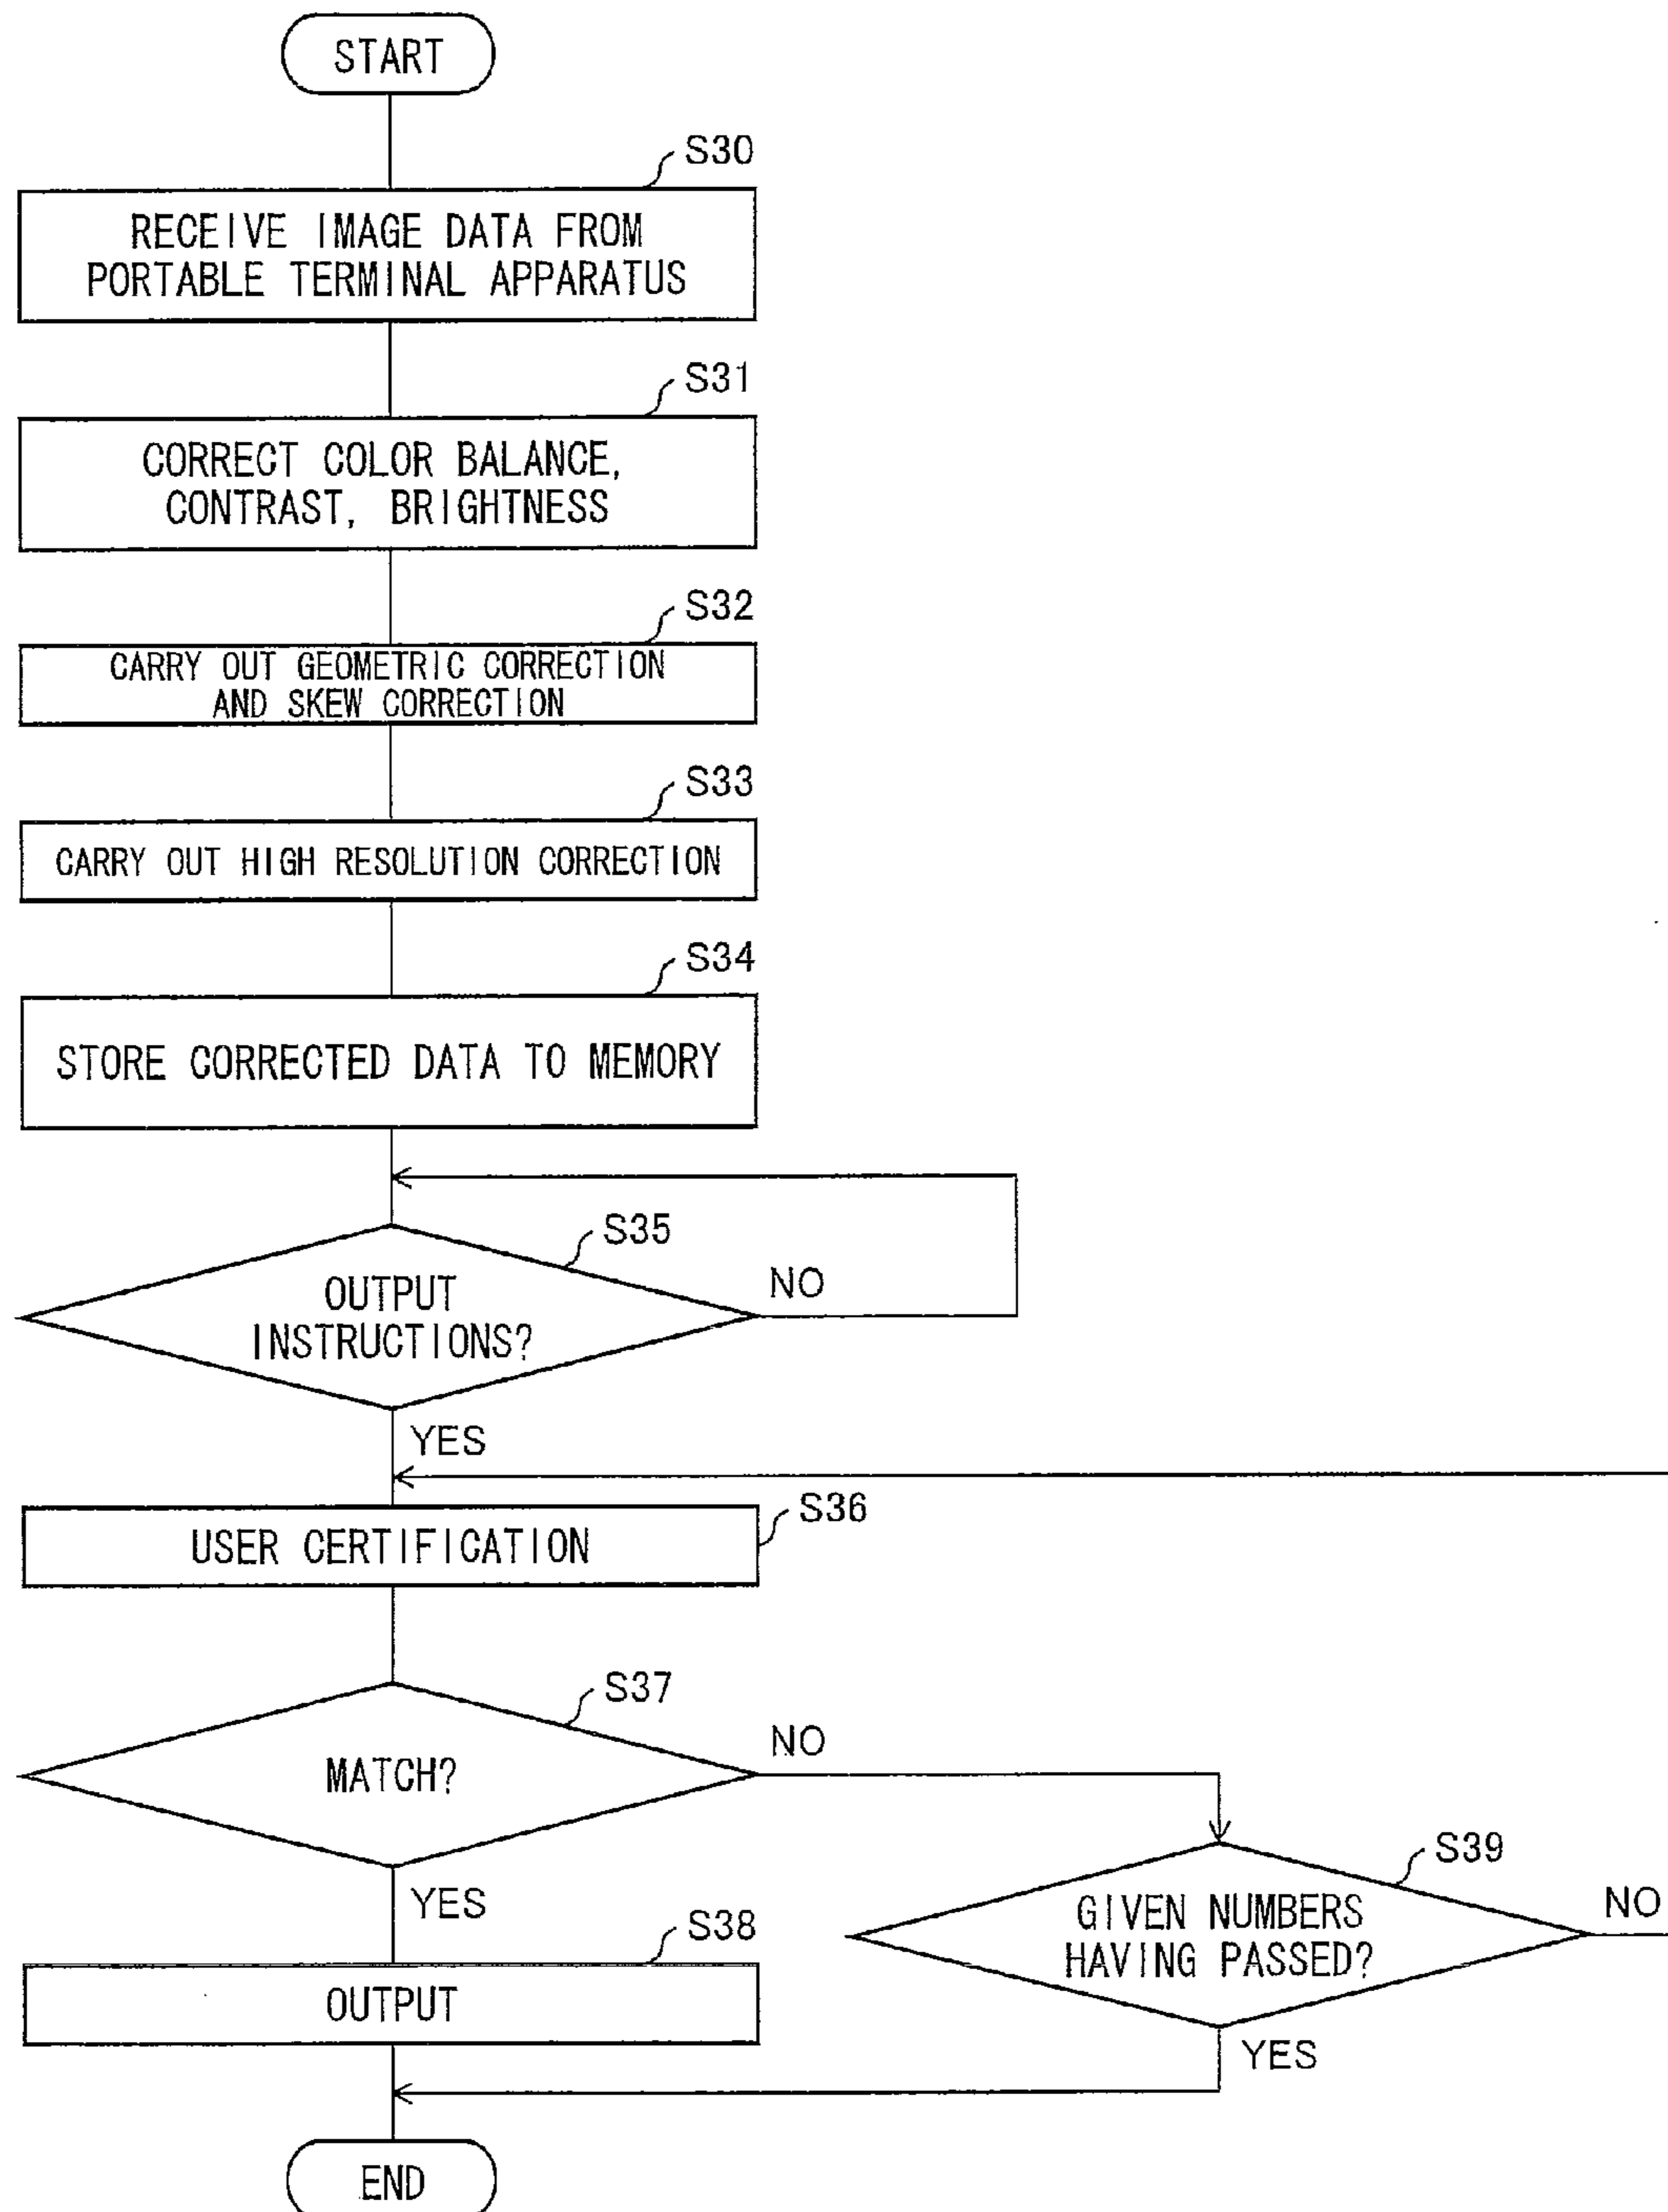 START
S30
RECEIVE IMAGE DATA FROM
PORTABLE TERMINAL APPARATUS
S31
CORRECT COLOR BALANCE,
CONTRAST, BRIGHTNESS
S32
CARRY OUT GEOMETRIC CORRECTION
AND SKEW CORRECTION
S33
CARRY OUT HIGH RESOLUTION CORRECTION
S34
STORE CORRECTED DATA TO MEMORY
S35
OUTPUT
INSTRUCTIONS?
NO
YES
S36
USER CERTIFICATION
S37
MATCH?
NO
YES
S39
GIVEN NUMBERS
HAVING PASSED?
NO
YES
S38
OUTPUT
END